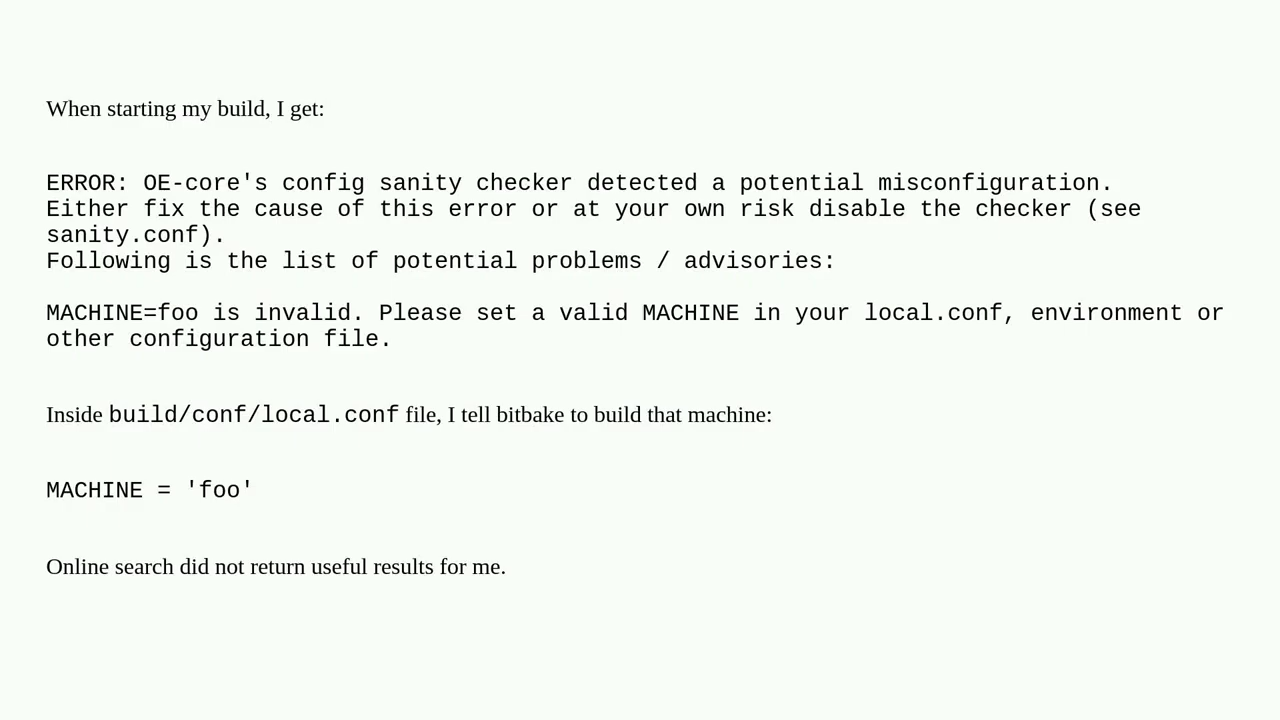 When starting my build, I get:
ERROR: OE-core's config sanity checker detected a potential misconfiguration.
Either fix the cause of this error or at your own risk disable the checker (see
sanity.conf).
Following is the list of potential problems / advisories:
MACHINE=foo is invalid. Please set a valid MACHINE in your local.conf, environment or
other configuration file.
Inside build/conf/local.conf file, I tell bitbake to build that machine:
MACHINE = 'foo'
Online search did not return useful results for me.